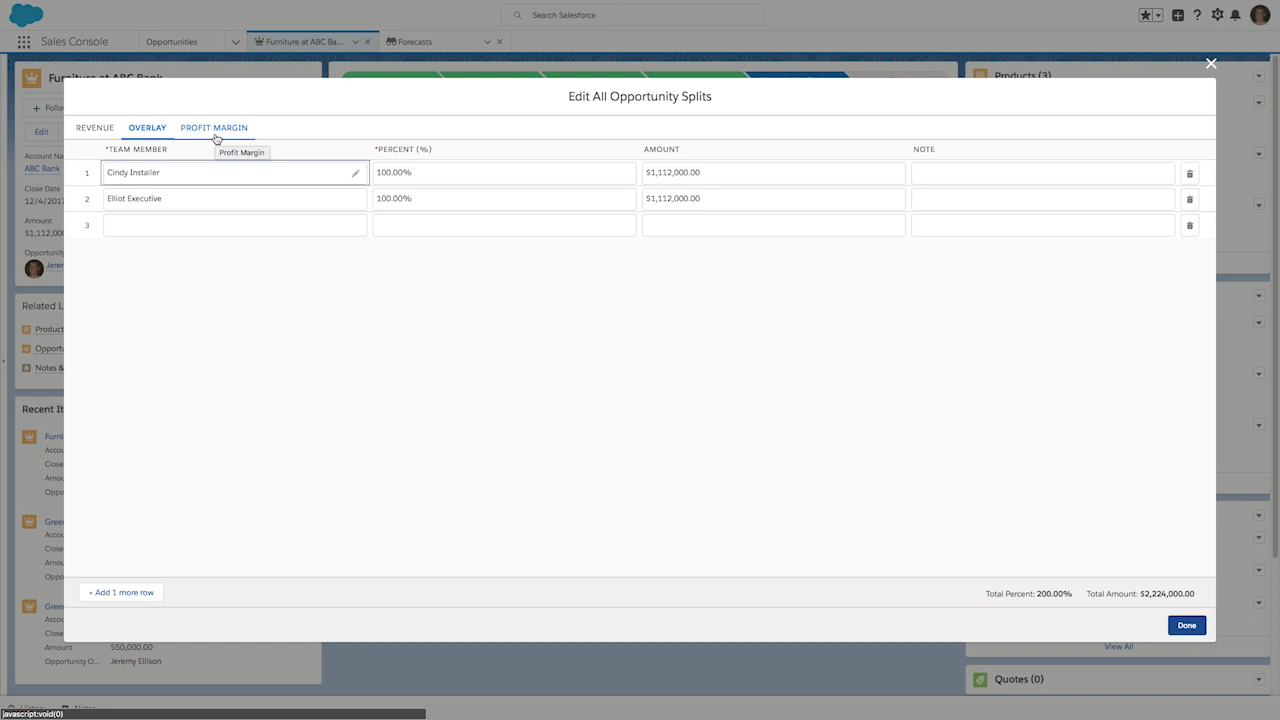 Search Salesforce
Sales Console
Opportunities
Furniture at ABC Ba...
Forecasts
Furniture at ABC Bank
Products (3)
+ Follo
Edit
Account Na
ABC Bank
Close Date
12/4/2017
Amount
$1,112,000
Opportunity
Jerem
Related L
Product
Opport
Notes &
Recent It
Furni
Accou
Close
Amou
Oppo
Green
Accou
Close
Amou
Oppo
Green
Accou
Close
Amount $50,000.00
Opportunity O... Jeremy Ellison
Edit All Opportunity Splits
REVENUE OVERLAY PROFIT MARGIN
Profit Margin
*TEAM MEMBER *PERCENT (%) AMOUNT NOTE
1 Cindy Installer 100.00% $1,112,000.00
2 Elliot Executive 100.00% $1,112,000.00
3
+ Add 1 more row
Total Percent: 200.00% Total Amount: $2,224,000.00
Done
View All
Quotes (0)
javascript:void(0)